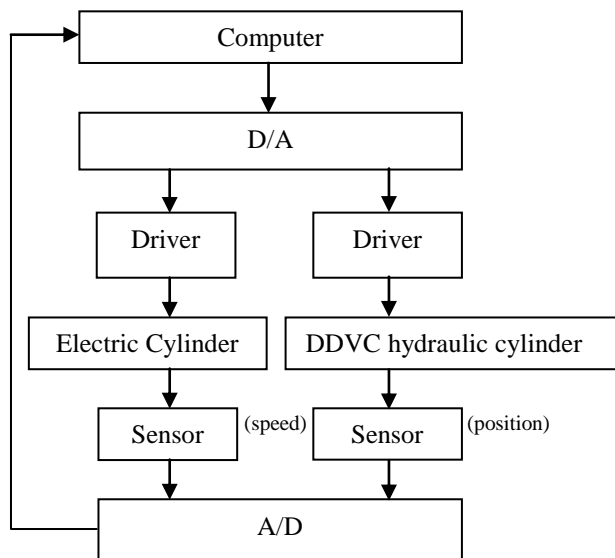 Computer
D/A
Driver
Driver
Electric Cylinder
DDVC hydraulic cylinder
Sensor
(speed)
Sensor
(position)
A/D